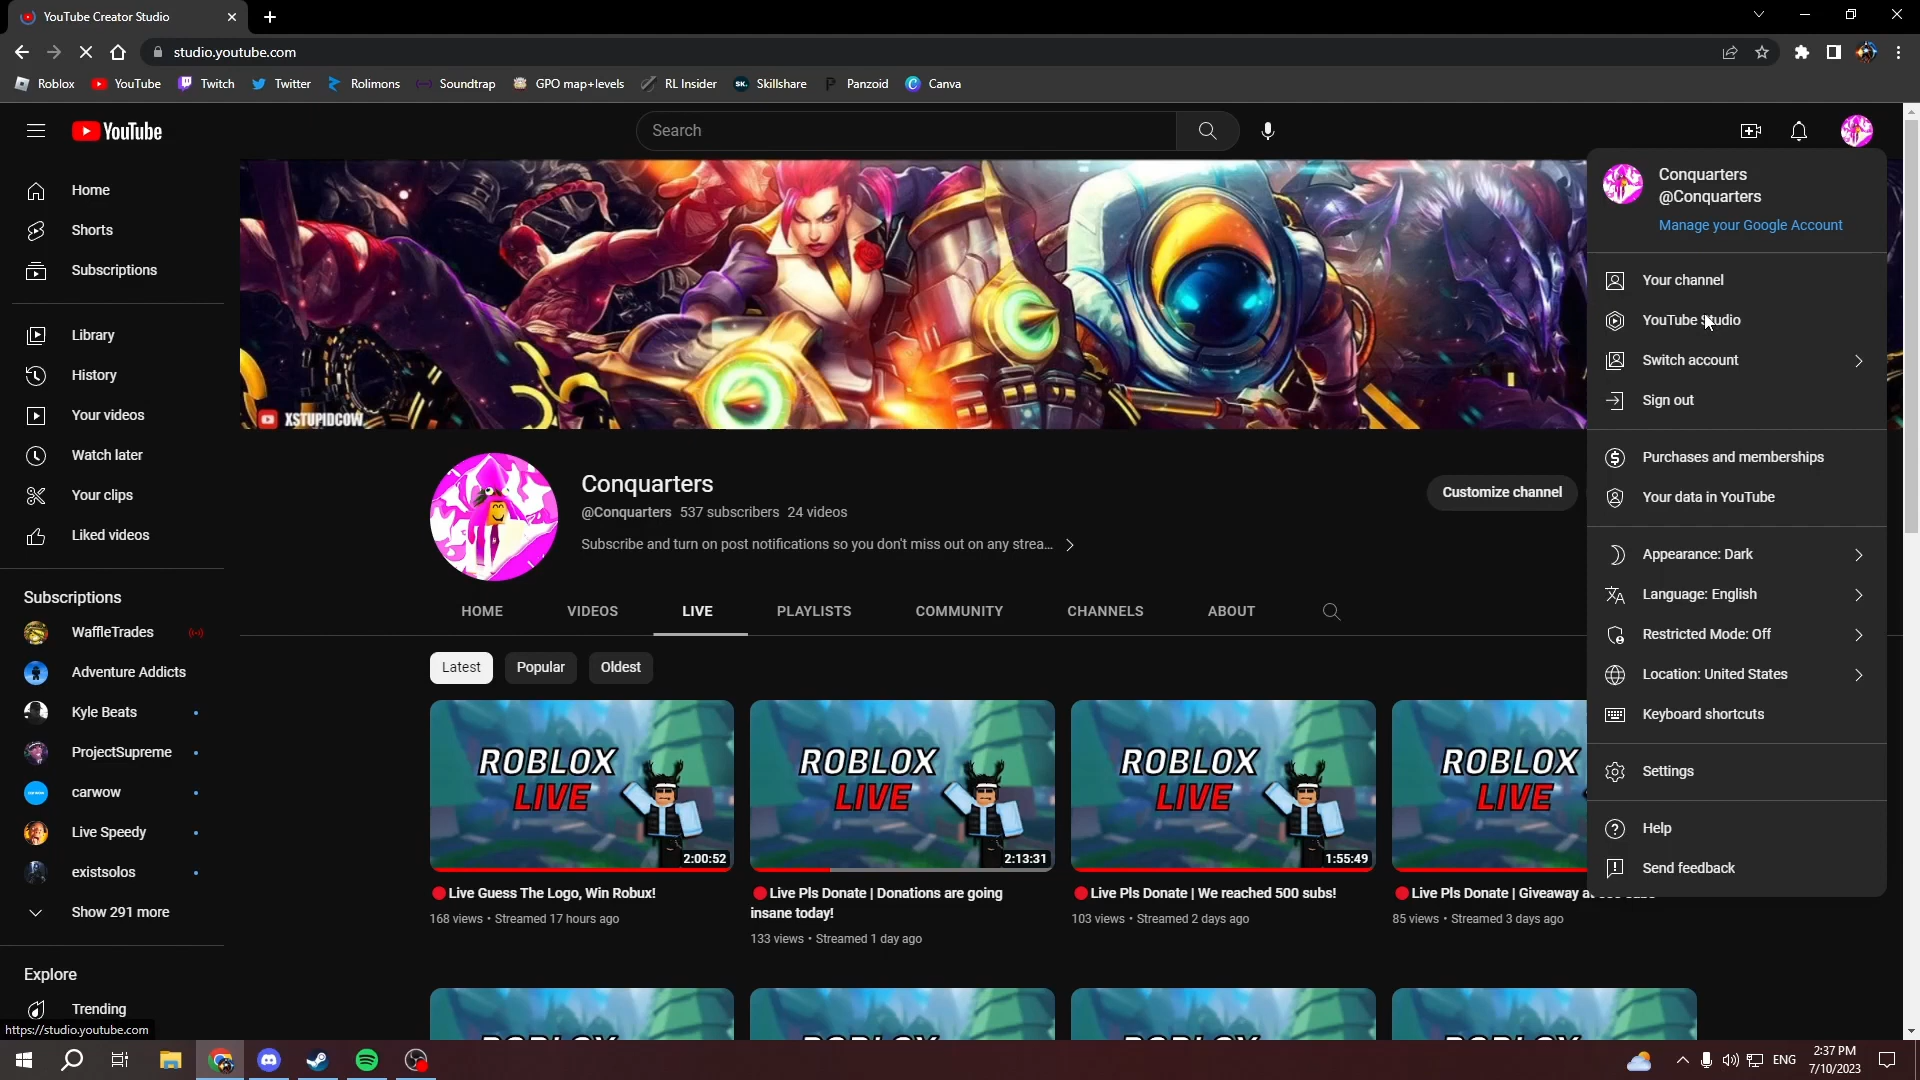 YouTube Creator Studio
studio.youtube.com
Roblox
YouTube
Twitch
Twitter
Rolimons
Soundtrap
GPO map+levels
RL Insider
SK.
Skillshare
Panzoid
Canva
YouTube
Search
Home
Shorts
Subscriptions
Library
History
Your videos
Watch later
Your clips
Liked videos
Subscriptions
WaffleTrades
Adventure Addicts
Kyle Beats
ProjectSupreme
carwow
Live Speedy
existsolos
Show 291 more
Explore
Trending
https://studio.youtube.com
XSTUPIDCOW
Conquarters
@Conquarters 537 subscribers 24 videos
Subscribe and turn on post notifications so you don't miss out on any strea...
Customize channel
HOME
VIDEOS
LIVE
PLAYLISTS
COMMUNITY
CHANNELS
ABOUT
Latest
Popular
Oldest
ROBLOX
LIVE
2:00:52
ROBLOX
LIVE
2:13:31
ROBLOX
LIVE
1:55:49
ROBLOX
LIVE
Live Guess The Logo, Win Robux!
168 views • Streamed 17 hours ago
Live Pls Donate | Donations are going
insane today!
133 views • Streamed 1 day ago
Live Pls Donate | We reached 500 subs!
103 views • Streamed 2 days ago
Live Pls Donate | Giveaway
85 views • Streamed 3 days ago
Conquarters
@Conquarters
Manage your Google Account
Your channel
YouTube Studio
Switch account
Sign out
Purchases and memberships
Your data in YouTube
Appearance: Dark
Language: English
Restricted Mode: Off
Location: United States
Keyboard shortcuts
Settings
Help
Send feedback
ENG
2:37 PM
7/10/2023